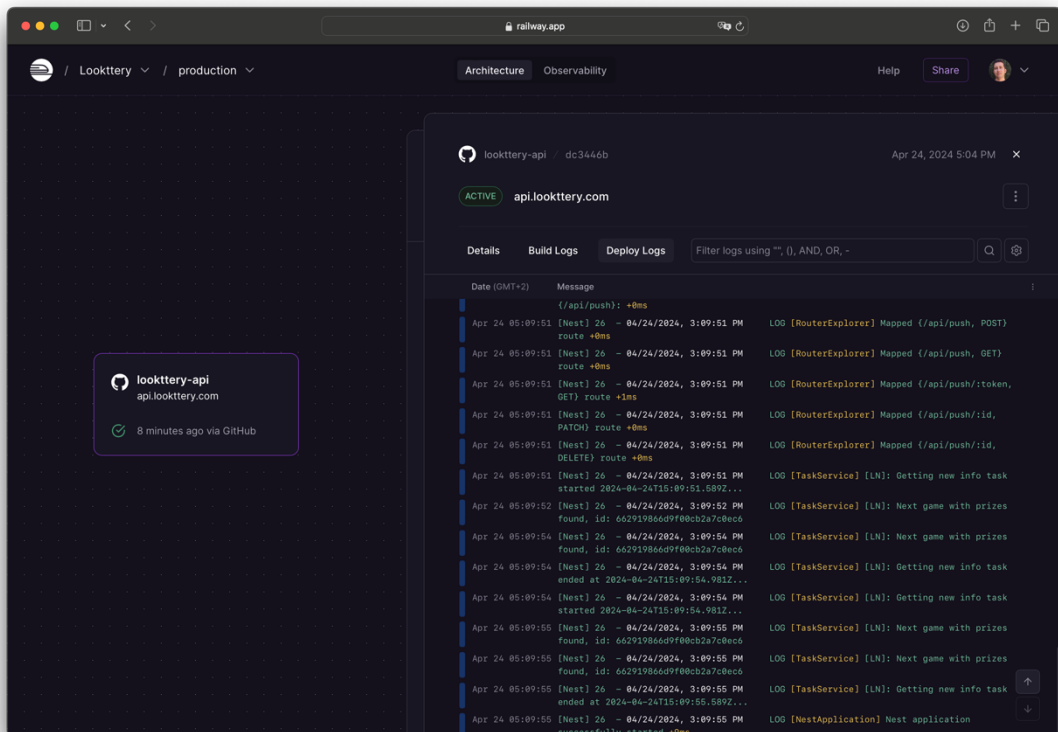 railway.app
/ Lookttery / production
Architecture Observability
Help Share
lookttery-api / dc3446b
Apr 24, 2024 5:04 PM
ACTIVE api.lookttery.com
Details Build Logs Deploy Logs Filter logs using "", (), AND, OR, -
Date (GMT+2) Message
{/api/push}: +0ms
Apr 24 05:09:51 [Nest] 26 - 04/24/2024, 3:09:51 PM LOG [RouterExplorer] Mapped {/api/push, POST}
route +0ms
Apr 24 05:09:51 [Nest] 26 - 04/24/2024, 3:09:51 PM LOG [RouterExplorer] Mapped {/api/push, GET}
route +0ms
Apr 24 05:09:51 [Nest] 26 - 04/24/2024, 3:09:51 PM LOG [RouterExplorer] Mapped {/api/push/:token,
GET} route +1ms
Apr 24 05:09:51 [Nest] 26 - 04/24/2024, 3:09:51 PM LOG [RouterExplorer] Mapped {/api/push/:id,
PATCH} route +0ms
Apr 24 05:09:51 [Nest] 26 - 04/24/2024, 3:09:51 PM LOG [RouterExplorer] Mapped {/api/push/:id,
DELETE} route +0ms
Apr 24 05:09:51 [Nest] 26 - 04/24/2024, 3:09:51 PM LOG [TaskService] [LN]: Getting new info task
started 2024-04-24T15:09:51.589Z...
Apr 24 05:09:52 [Nest] 26 - 04/24/2024, 3:09:52 PM LOG [TaskService] [LN]: Next game with prizes
found, id: 662919866d9f00cb2a7c0ec6
Apr 24 05:09:54 [Nest] 26 - 04/24/2024, 3:09:54 PM LOG [TaskService] [LN]: Next game with prizes
found, id: 662919866d9f00cb2a7c0ec6
Apr 24 05:09:54 [Nest] 26 - 04/24/2024, 3:09:54 PM LOG [TaskService] [LN]: Getting new info task
ended at 2024-04-24T15:09:54.981Z...
Apr 24 05:09:54 [Nest] 26 - 04/24/2024, 3:09:54 PM LOG [TaskService] [LN]: Getting new info task
started 2024-04-24T15:09:54.981Z...
Apr 24 05:09:55 [Nest] 26 - 04/24/2024, 3:09:55 PM LOG [TaskService] [LN]: Next game with prizes
found, id: 662919866d9f00cb2a7c0ec6
Apr 24 05:09:55 [Nest] 26 - 04/24/2024, 3:09:55 PM LOG [TaskService] [LN]: Next game with prizes
found, id: 662919866d9f00cb2a7c0ec6
Apr 24 05:09:55 [Nest] 26 - 04/24/2024, 3:09:55 PM LOG [TaskService] [LN]: Getting new info task
ended at 2024-04-24T15:09:55.589Z...
Apr 24 05:09:55 [Nest] 26 - 04/24/2024, 3:09:55 PM LOG [NestApplication] Nest application
successfully started +0ms
lookttery-api
api.lookttery.com
8 minutes ago via GitHub